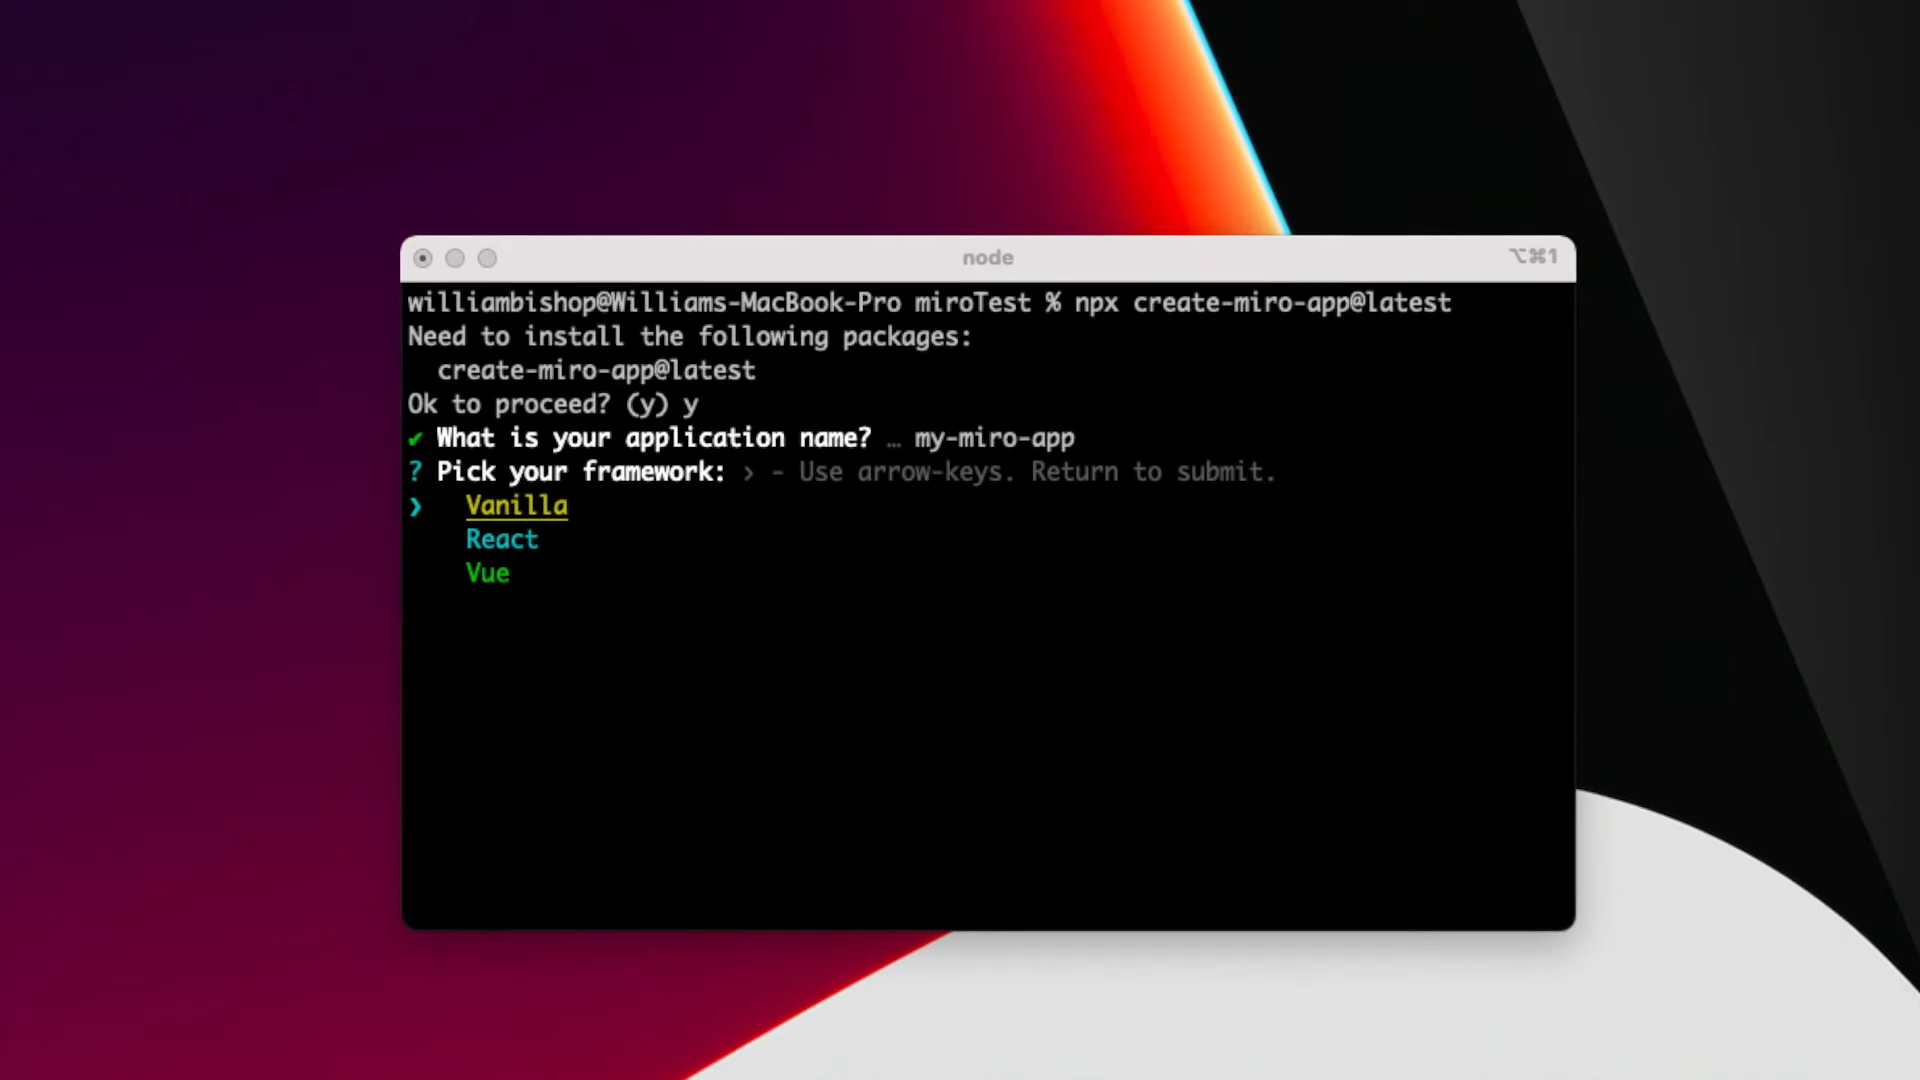 node
⌥⌘1
williambishop@Williams-MacBook-Pro miroTest % npx create-miro-app@latest
Need to install the following packages:
  create-miro-app@latest
Ok to proceed? (y) y
✔ What is your application name? … my-miro-app
? Pick your framework: › - Use arrow-keys. Return to submit.
❯   Vanilla
    React
    Vue